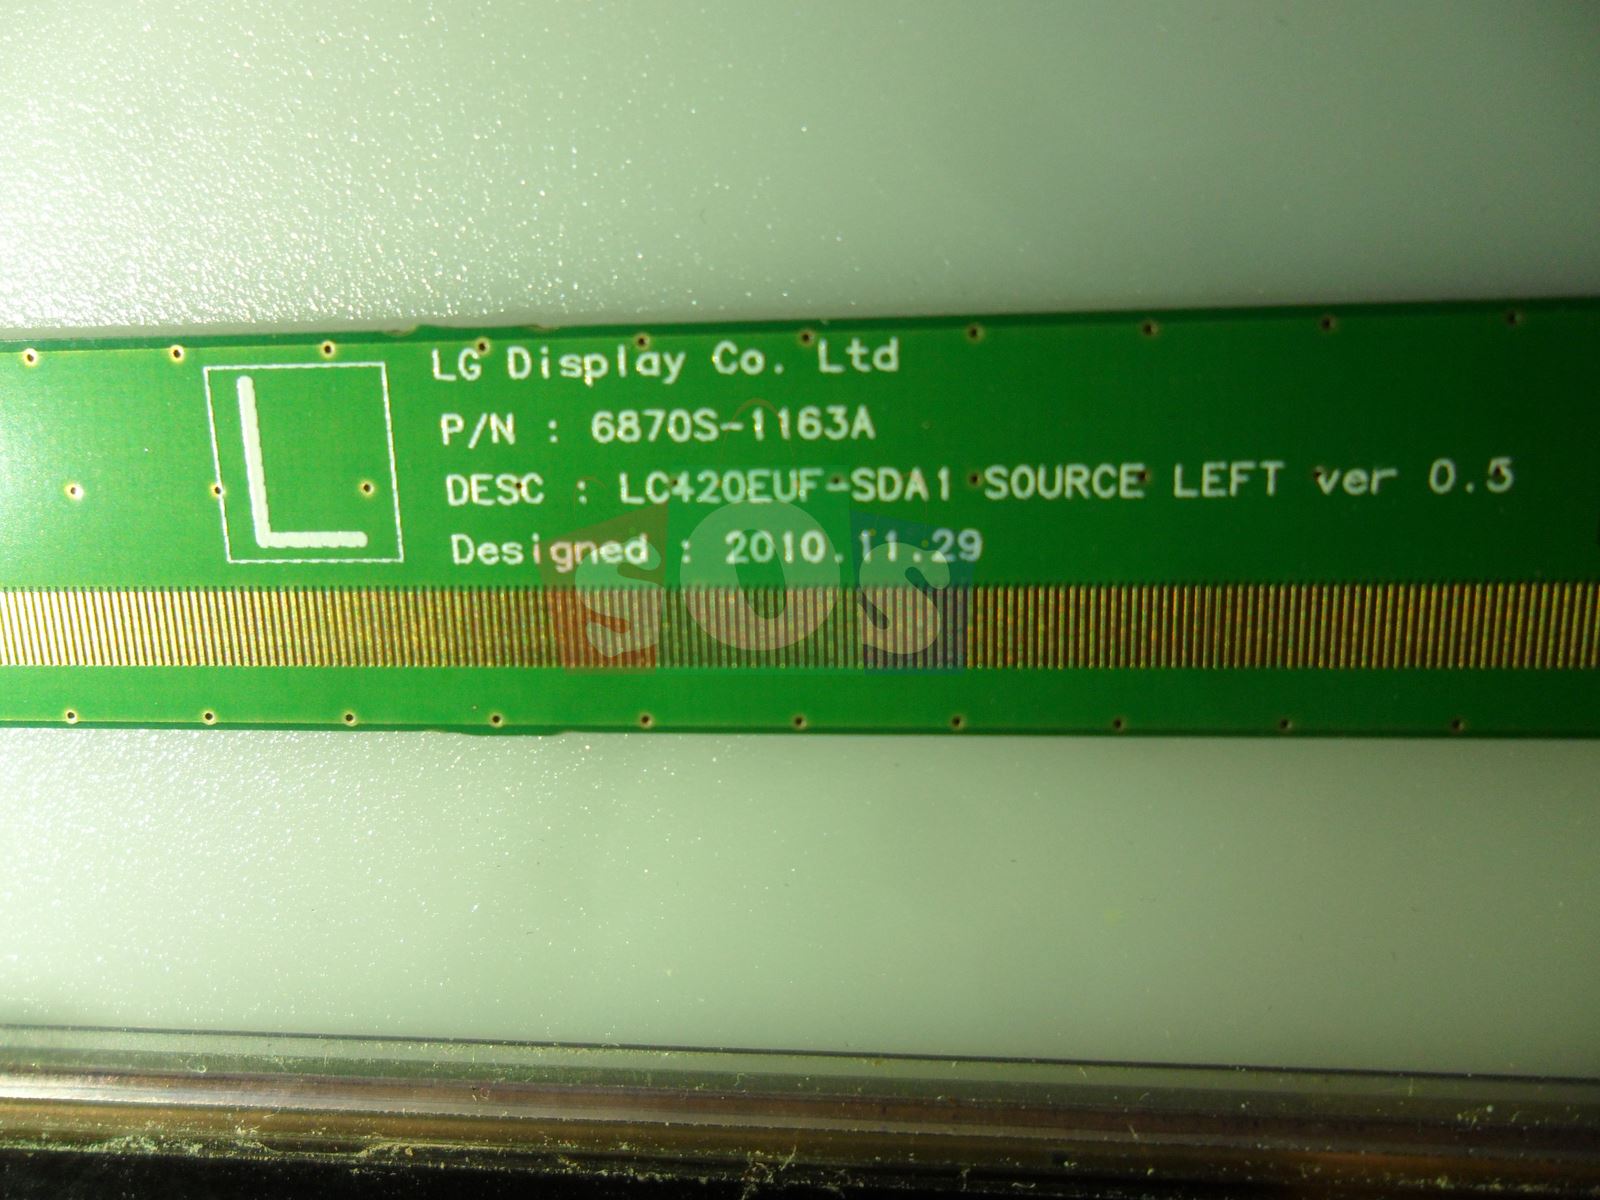 L
LG Display Co. Ltd
P/N : 6870S-1163A
DESC : LC420EUF-SDA1 SOURCE LEFT ver 0.5
Designed : 2010.11.29
SOS